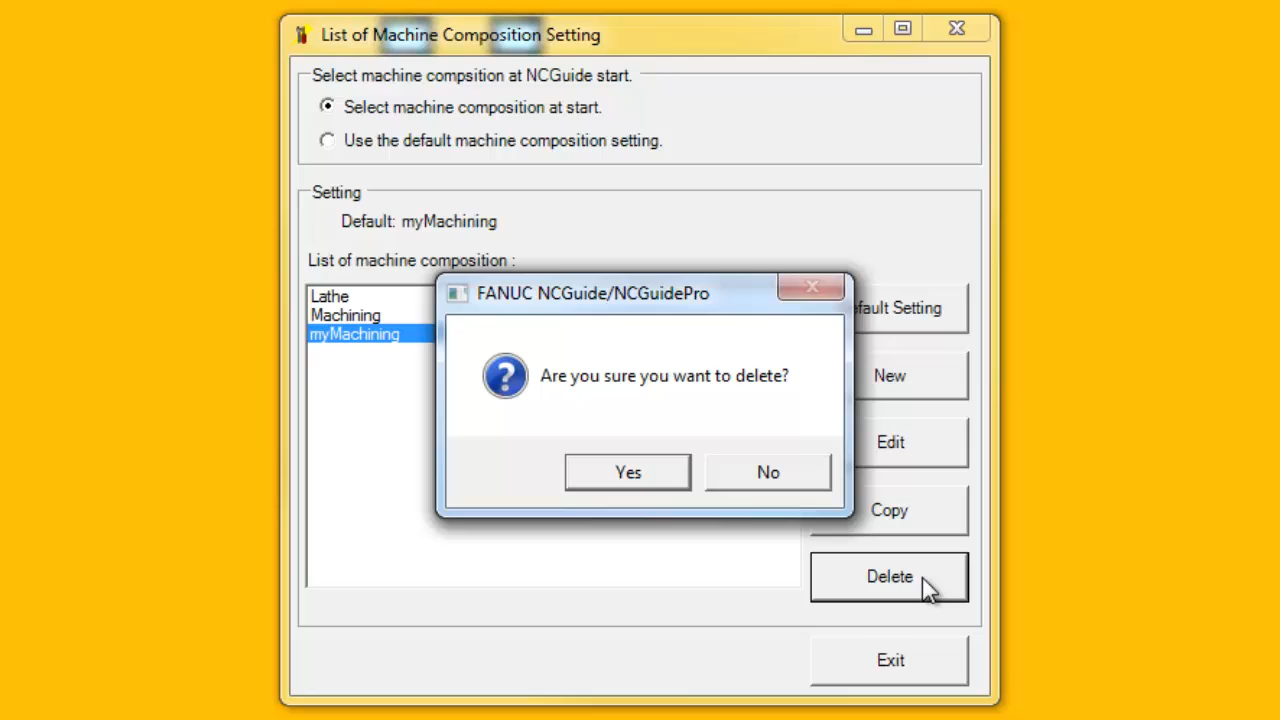 List of Machine Composition Setting
Select machine compsition at NCGuide start.
Select machine composition at start.
Use the default machine composition setting.
Setting
Default: myMachining
List of machine composition :
Lathe
Machining
myMachining
FANUC NCGuide/NCGuidePro
Are you sure you want to delete?
Yes
No
Setting
New
Edit
Copy
Delete
Exit